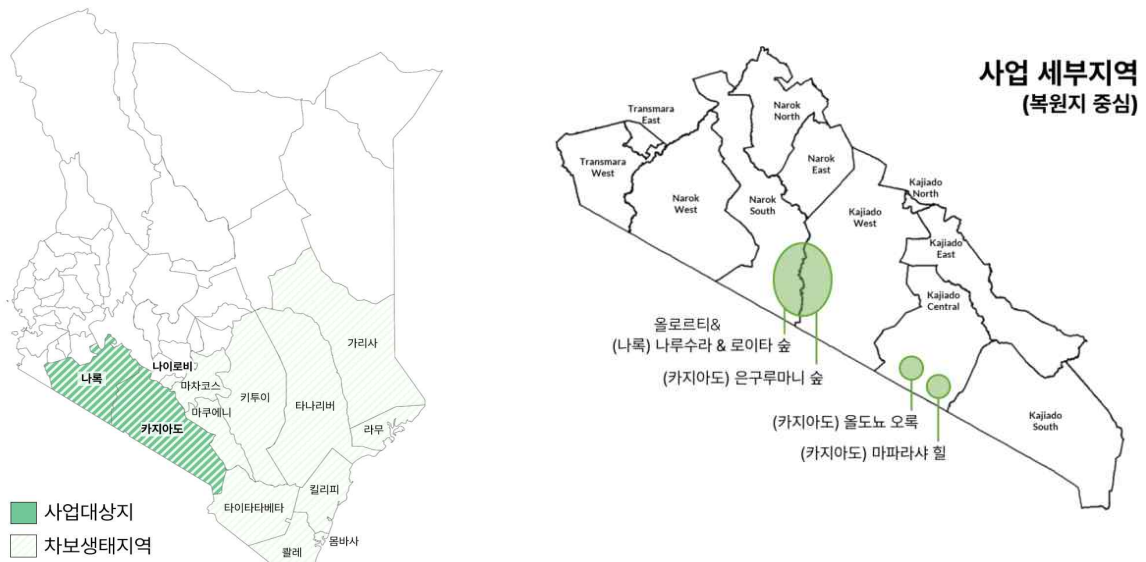 나록
나이로비
카지아도
마차코스
마쿠에니
키투이
타나리버
가리사
라무
킬리피
타이타타베타
몸바사
콸레
사업대상지
차보생태지역
사업 세부지역
(복원지 중심)
Transmara
East
Transmara
West
Narok
North
Narok
East
Narok
West
Narok
South
Kajiado
North
Kajiado
West
Kajiado
East
Kajiado
Central
Kajiado
South
올로르티&
(나록) 나루수라 & 로이타 숲
(카지아도) 은구루마니 숲
(카지아도) 올도뇨 오록
(카지아도) 마파라샤 힐